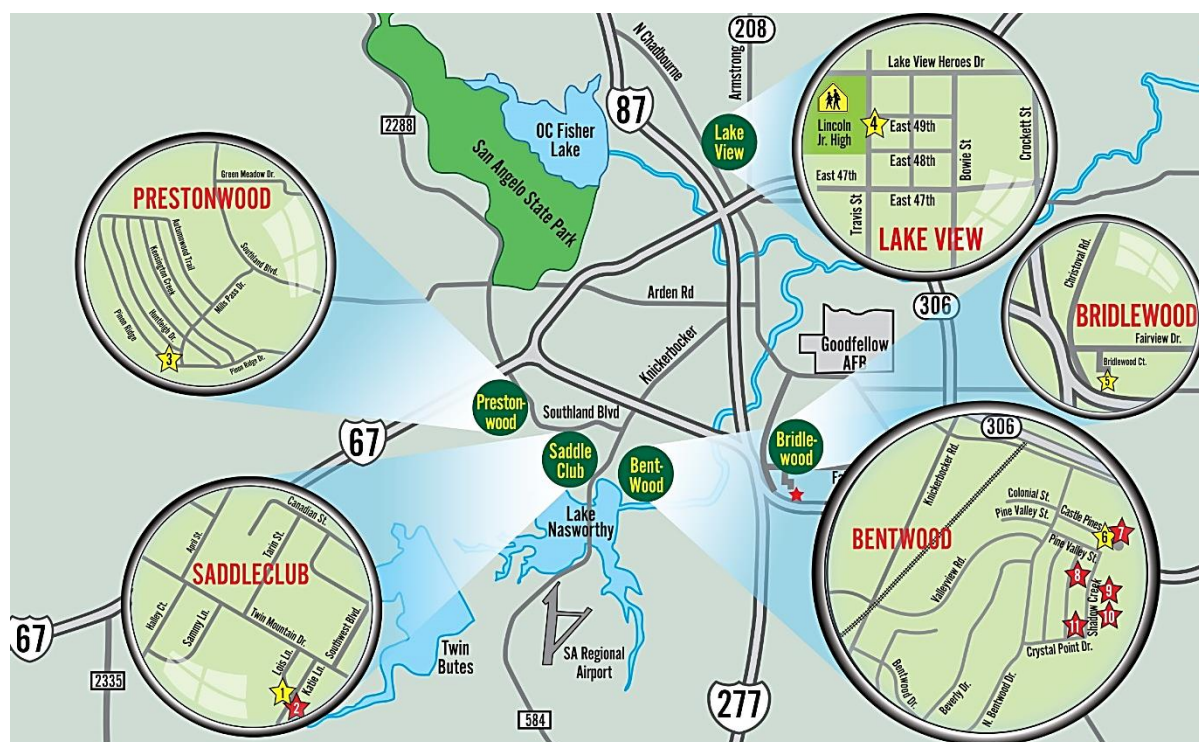 N Chadbourne
Armstrong
208
87
2288
OC Fisher
Lake
San Angelo State Park
Lake
View
Lake View Heroes Dr
Lincoln
Jr. High
4
East 49th
East 48th
East 47th
East 47th
Travis St
Bowie St
Crockett St
LAKE VIEW
PRESTONWOOD
Green Meadow Dr.
Autumnwood Trail
Kensington Creek
Huntleigh Dr.
Pinon Ridge
Southland Blvd.
Mills Pass Dr.
Pinon Ridge Dr.
3
Arden Rd
Knickerbocker
Goodfellow
AFB
306
Christoval Rd.
BRIDLEWOOD
Fairview Dr.
Bridlewood Ct.
5
Preston-
wood
Southland Blvd
Saddle
Club
Bent-
Wood
Bridle-
wood
Fa
67
Lake
Nasworthy
SA Regional
Airport
Twin
Butes
277
584
67
2335
Canadian St.
April St.
Tarin St.
SADDLECLUB
Holley Ct.
Sammy Ln.
Twin Mountain Dr.
Southwest Blvd.
Lois Ln.
Katie Ln.
1
2
306
Knickerbocker Rd.
Colonial St.
Pine Valley St.
Castle Pines
BENTWOOD
6
7
Pine Valley St.
Valleyview Rd.
8
9
10
11
Shadow Creek
Crystal Point Dr.
Bentwood Dr.
Beverly Dr.
N. Bentwood Dr.